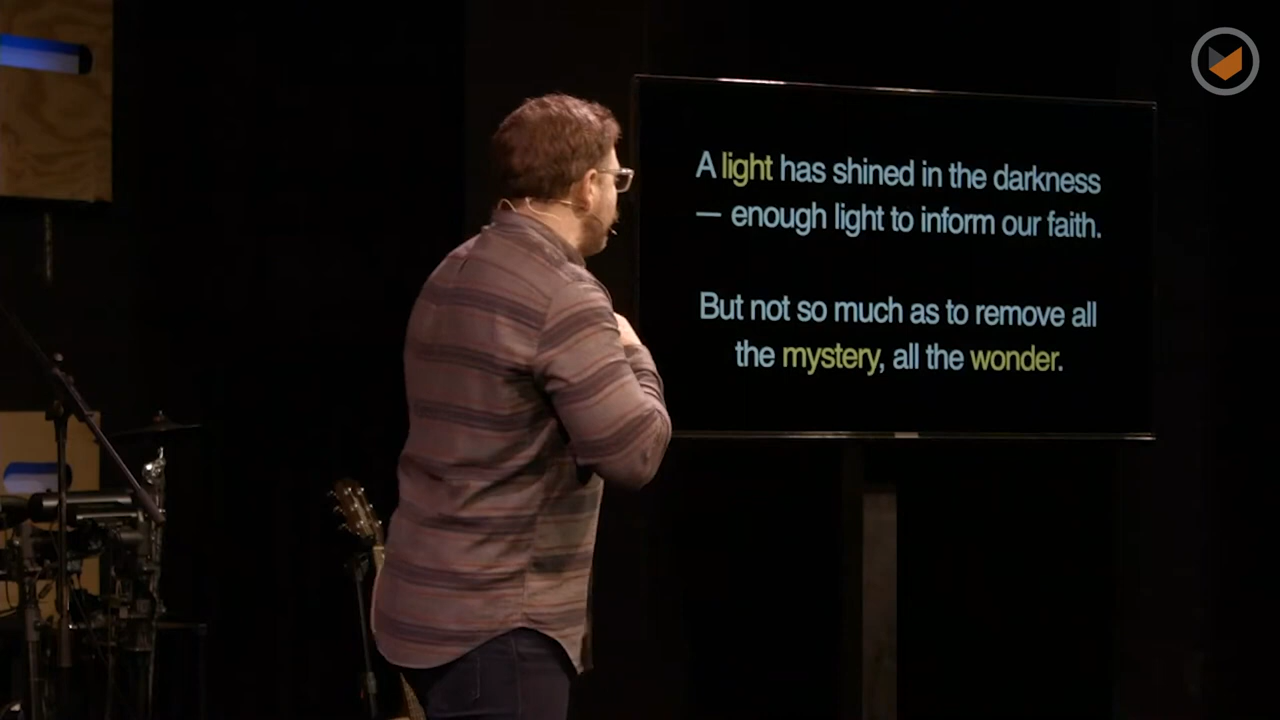 A light has shined in the darkness
— enough light to inform our faith.
But not so much as to remove all
the mystery, all the wonder.